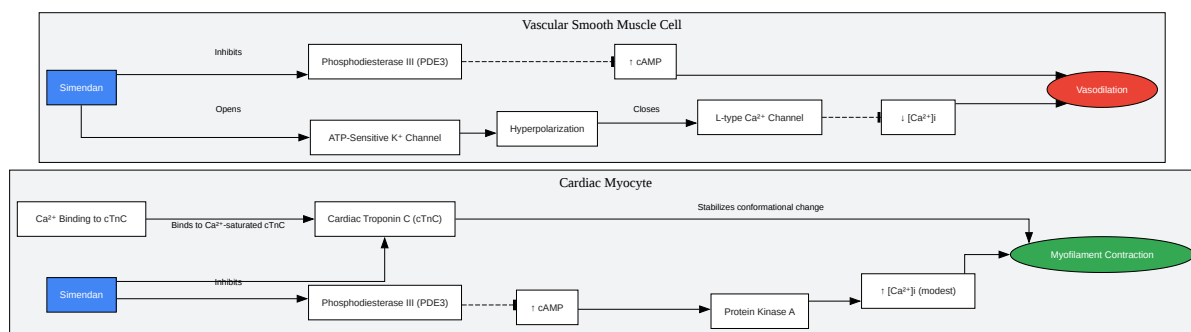 Vascular Smooth Muscle Cell
Inhibits
Phosphodiesterase III (PDE3)
↑ cAMP
Simendan
Vasodilation
Opens
Closes
ATP-Sensitive K⁺ Channel
Hyperpolarization
L-type Ca²⁺ Channel
↓ [Ca²⁺]i
Cardiac Myocyte
Ca²⁺ Binding to cTnC
Binds to Ca²⁺-saturated cTnC
Cardiac Troponin C (cTnC)
Stabilizes conformational change
Myofilament Contraction
Simendan
Inhibits
Phosphodiesterase III (PDE3)
↑ cAMP
Protein Kinase A
↑ [Ca²⁺]i (modest)